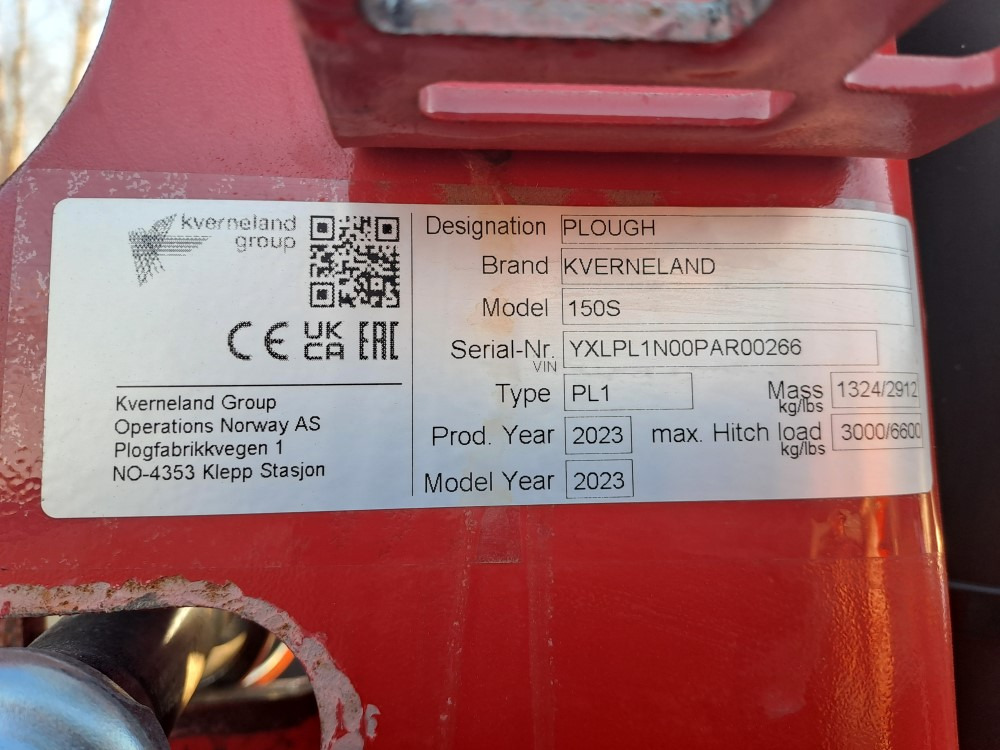 kverneland
group
CE UK CA EAC
Kverneland Group
Operations Norway AS
Plogfabrikkvegen 1
NO-4353 Klepp Stasjon
Designation PLOUGH
Brand KVERNELAND
Model 150S
Serial-Nr. YXLPL1N00PAR00266
VIN
Type PL1 Mass 1324/2912
kg/lbs
Prod. Year 2023 max. Hitch load 3000/6600
kg/lbs
Model Year 2023